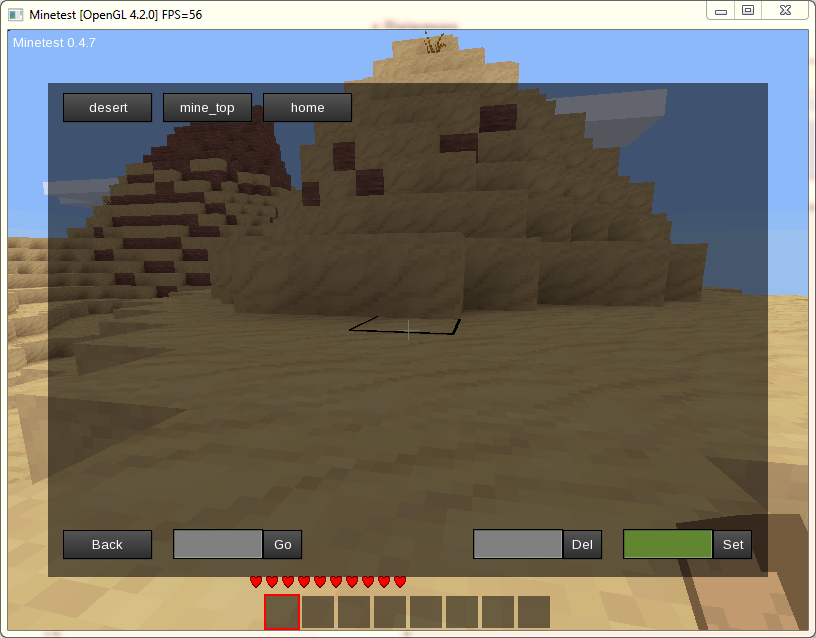 Minetest [OpenGL 4.2.0] FPS=56
Minetest 0.4.7
desert mine_top home
Back Go Del Set